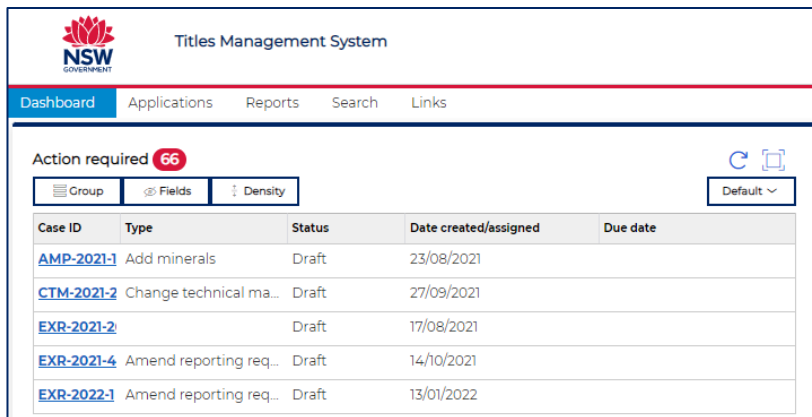 NSW
GOVERNMENT
Titles Management System
Dashboard Applications Reports Search Links
Action required 66
Group Fields Density Default
Case ID Type Status Date created/assigned Due date
AMP-2021-1 Add minerals Draft 23/08/2021
CTM-2021-2 Change technical ma... Draft 27/09/2021
EXR-2021-2 Draft 17/08/2021
EXR-2021-4 Amend reporting req... Draft 14/10/2021
EXR-2022-1 Amend reporting req... Draft 13/01/2022